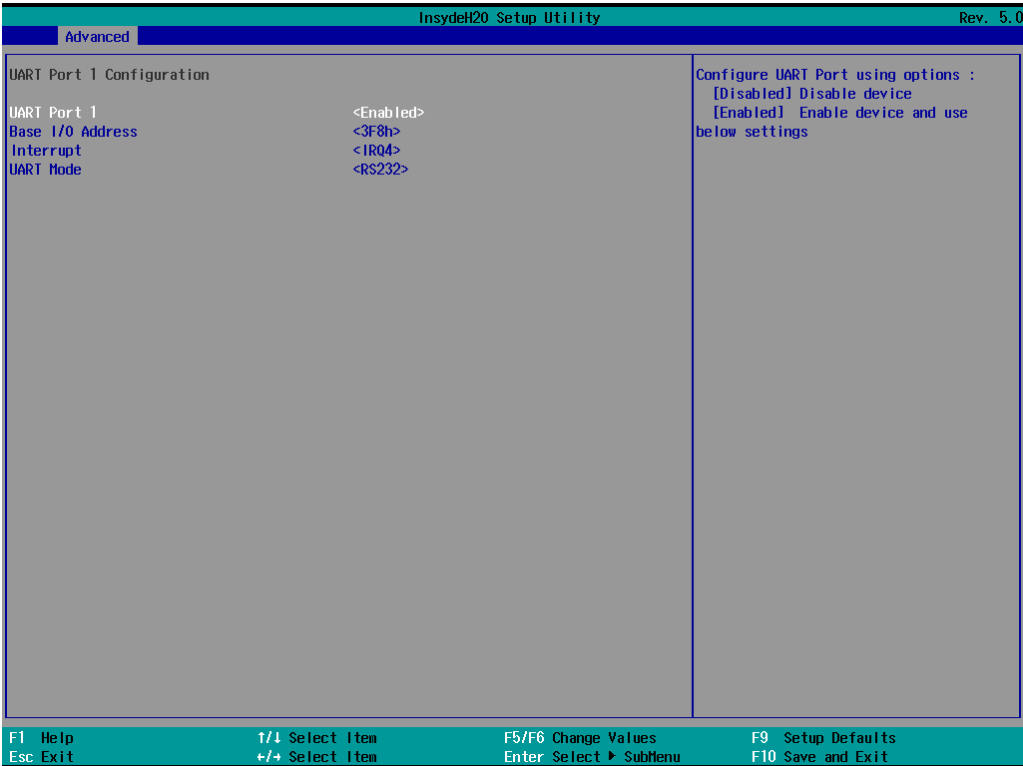 InsydeH20 Setup Utility Rev. 5.0
Advanced
UART Port 1 Configuration
UART Port 1 <Enabled>
Base I/O Address <3F8h>
Interrupt <IRQ4>
UART Mode <RS232>
Configure UART Port using options :
[Disabled] Disable device
[Enabled] Enable device and use
below settings
F1 Help ↑/↓ Select Item F5/F6 Change Values F9 Setup Defaults
Esc Exit ←/→ Select Item Enter Select ▶ SubMenu F10 Save and Exit